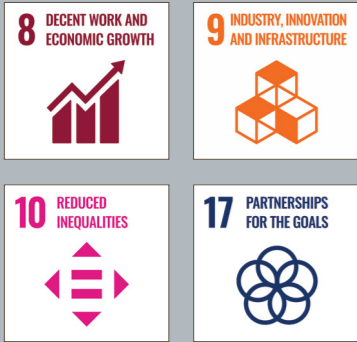 8 DECENT WORK AND
ECONOMIC GROWTH
9 INDUSTRY, INNOVATION
AND INFRASTRUCTURE
10 REDUCED
INEQUALITIES
17 PARTNERSHIPS
FOR THE GOALS